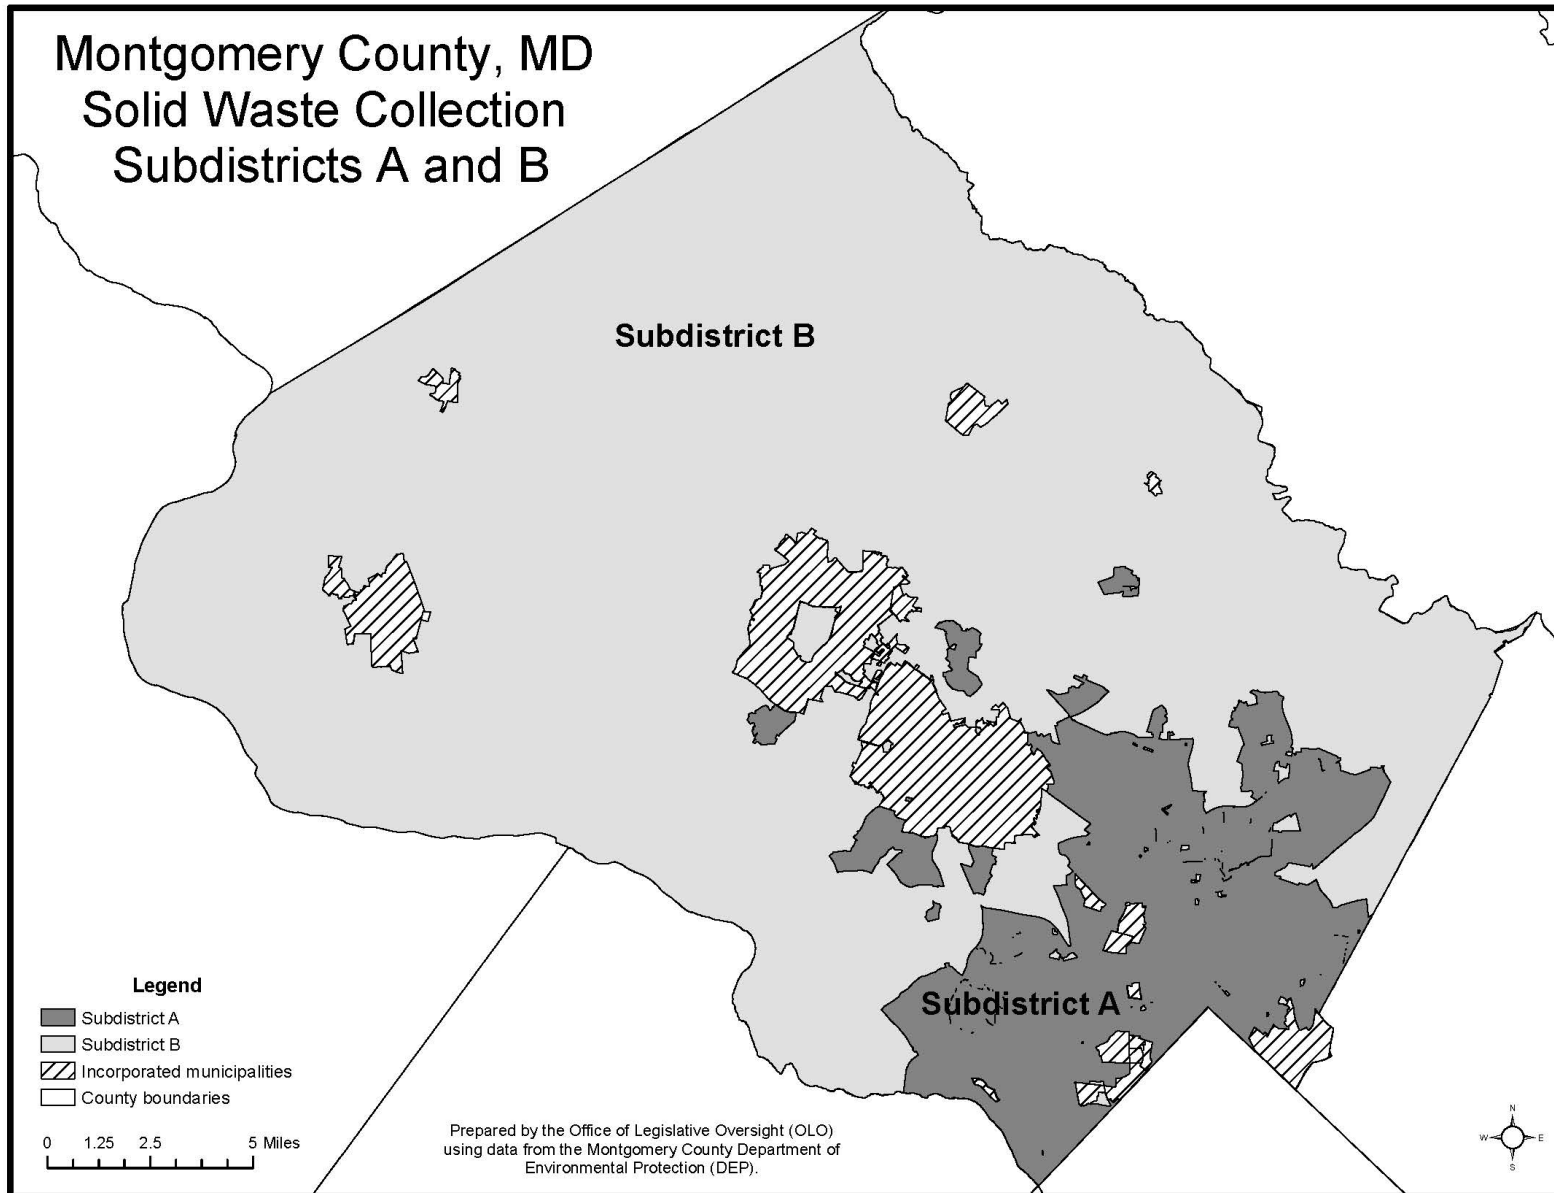 Montgomery County, MD
Solid Waste Collection
Subdistricts A and B
Subdistrict B
Subdistrict A
Legend
Subdistrict A
Subdistrict B
Incorporated municipalities
County boundaries
0 1.25 2.5 5 Miles
Prepared by the Office of Legislative Oversight (OLO)
using data from the Montgomery County Department of
Environmental Protection (DEP).
N
W E
S